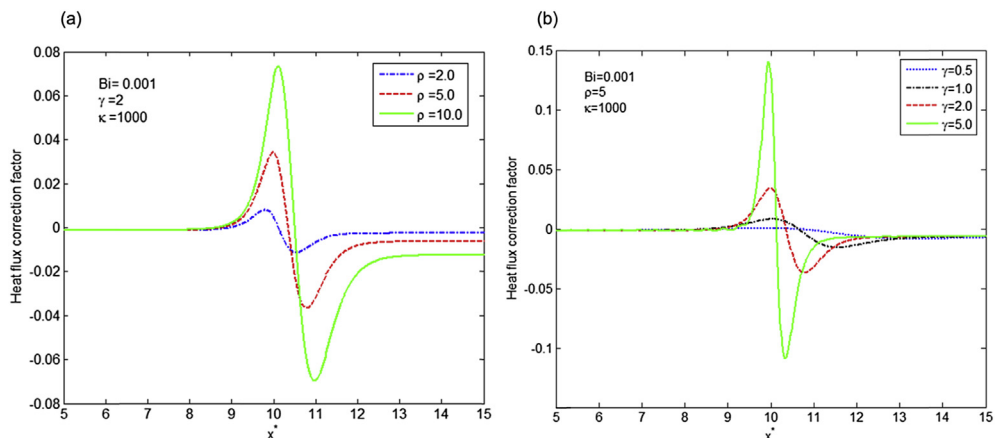 (a)
Heat flux correction factor
0.08
0.06
0.04
0.02
0
-0.02
-0.04
-0.06
-0.08
Bi= 0.001
γ =2
κ =1000
ρ =2.0
ρ =5.0
ρ =10.0
5 6 7 8 9 10 11 12 13 14 15
x*
(b)
Heat flux correction factor
0.15
0.1
0.05
0
-0.05
-0.1
Bi=0.001
ρ=5
κ=1000
γ=0.5
γ=1.0
γ=2.0
γ=5.0
5 6 7 8 9 10 11 12 13 14 15
x*